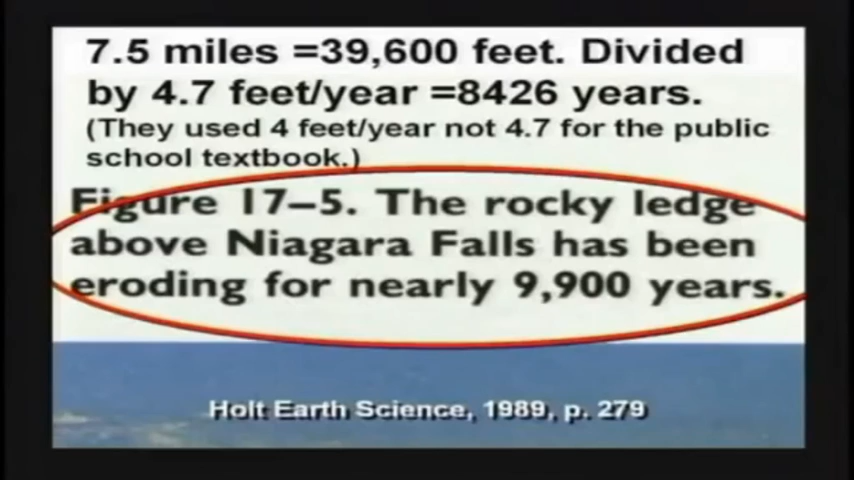 7.5 miles =39,600 feet. Divided
by 4.7 feet/year =8426 years.
(They used 4 feet/year not 4.7 for the public
school textbook.)
Figure 17–5. The rocky ledge
above Niagara Falls has been
eroding for nearly 9,900 years.
Holt Earth Science, 1989, p. 279